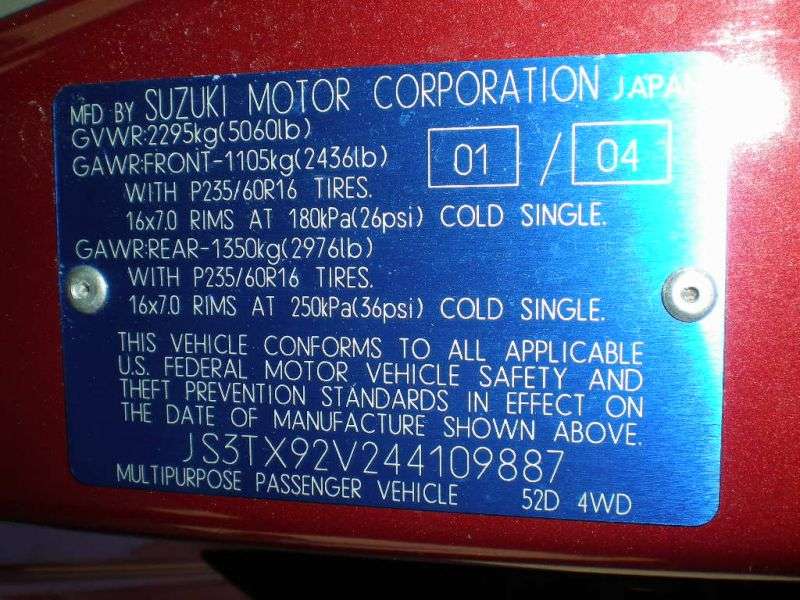 MFD BY SUZUKI MOTOR CORPORATION JAPAN
GVWR:2295kg(5060lb)
GAWR:FRONT-1105kg(2436lb)
01 / 04
WITH P235/60R16 TIRES.
16x7.0 RIMS AT 180kPa(26psi) COLD SINGLE.
GAWR:REAR-1350kg(2976lb)
WITH P235/60R16 TIRES.
16x7.0 RIMS AT 250kPa(36psi) COLD SINGLE.
THIS VEHICLE CONFORMS TO ALL APPLICABLE
U.S. FEDERAL MOTOR VEHICLE SAFETY AND
THEFT PREVENTION STANDARDS IN EFFECT ON
THE DATE OF MANUFACTURE SHOWN ABOVE.
JS3TX92V244109887
MULTIPURPOSE PASSENGER VEHICLE 52D 4WD